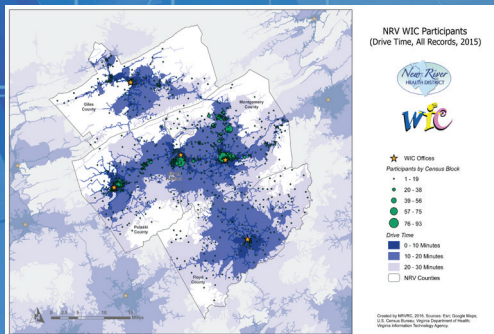 NRV WIC Participants
(Drive Time, All Records, 2015)
New River
HEALTH DISTRICT
WIC
WIC Offices
Participants by Census Block
1 - 19
20 - 38
39 - 56
57 - 75
76 - 93
Drive Time
0 - 10 Minutes
10 - 20 Minutes
20 - 30 Minutes
NRV Counties
Giles
County
Montgomery
County
Pulaski
County
Floyd
County
Miles
Created by NRVRC, 2016. Sources: Esri, Google Maps,
U.S. Census Bureau, Virginia Department of Health,
Virginia Information Technology Agency.